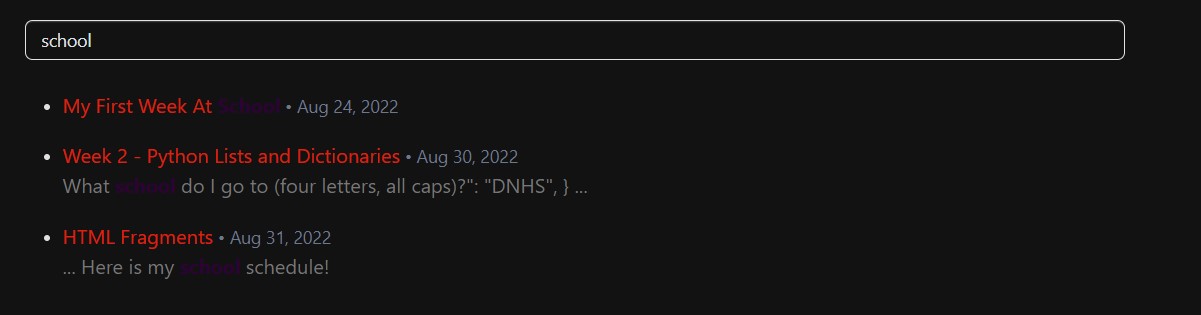 school
My First Week At School • Aug 24, 2022
Week 2 - Python Lists and Dictionaries • Aug 30, 2022
What school do I go to (four letters, all caps)?": "DNHS", } ...
HTML Fragments • Aug 31, 2022
... Here is my school schedule!